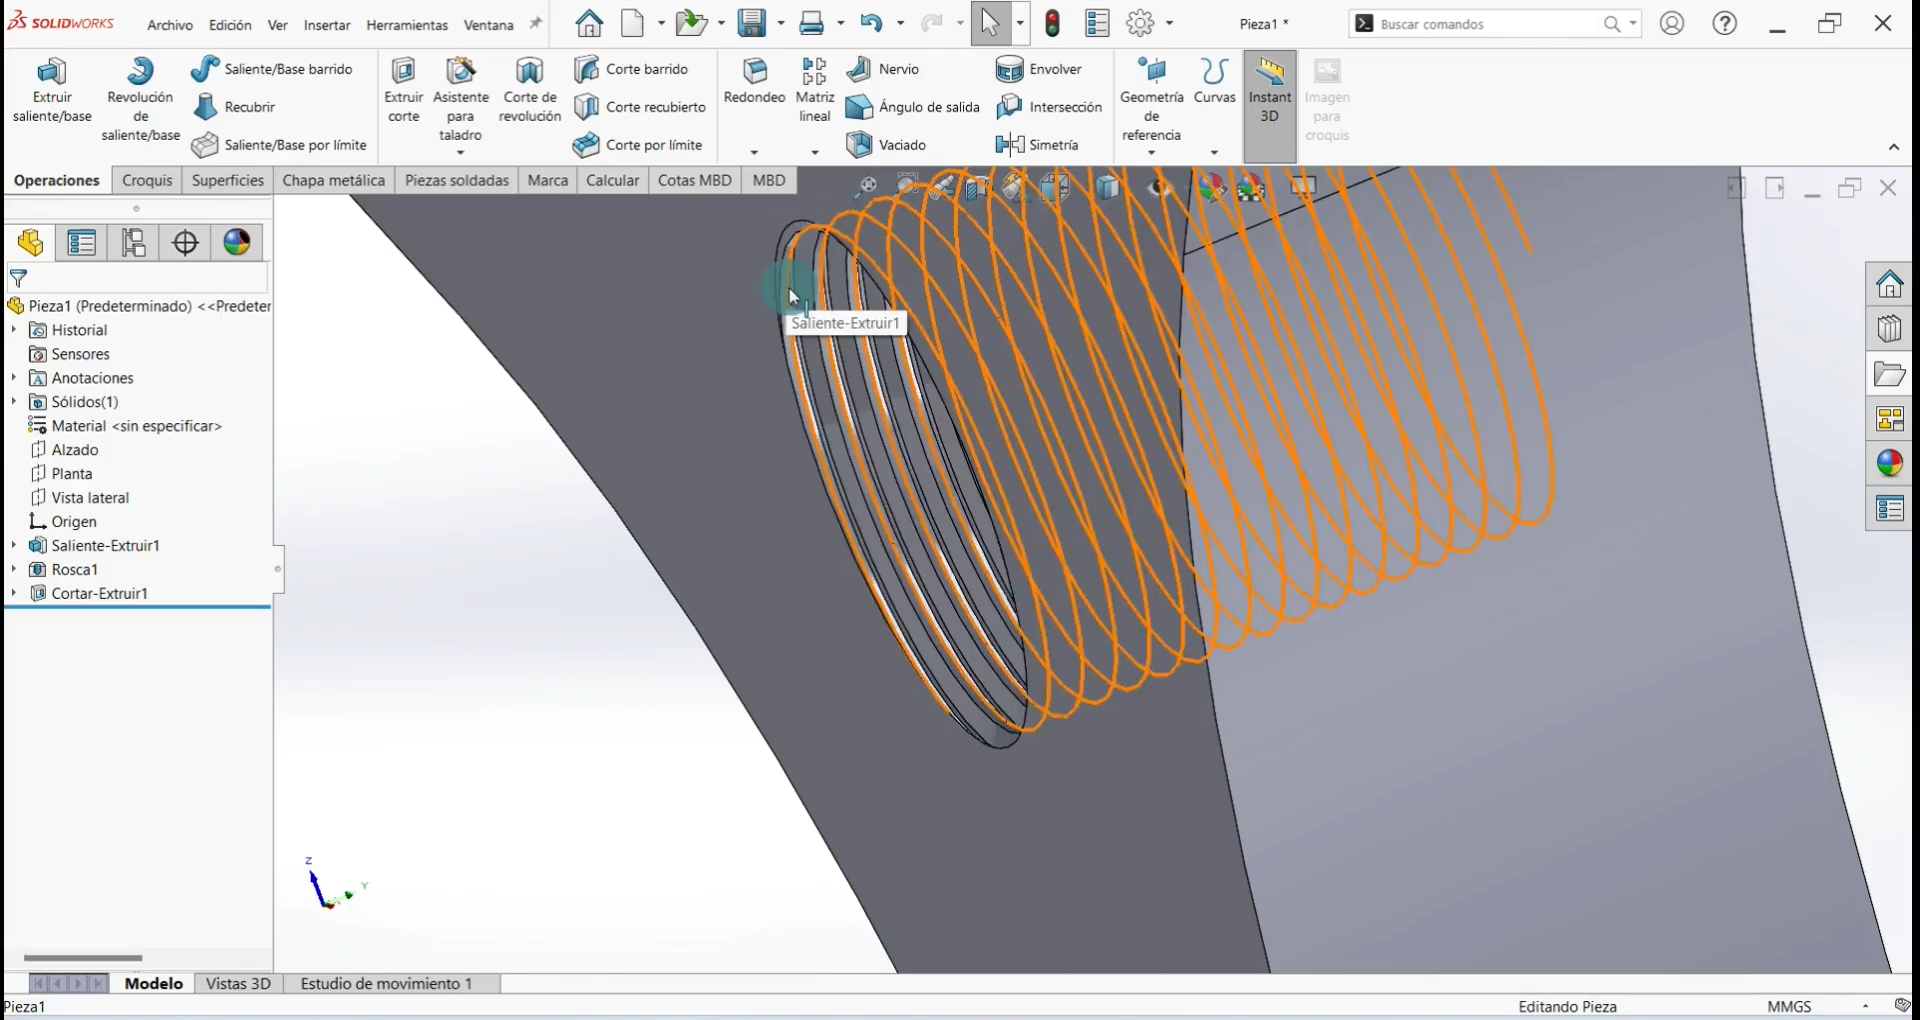 SOLIDWORKS
Archivo Edición Ver Insertar Herramientas Ventana
Pieza1 *
Buscar comandos
Extruir saliente/base
Revolución de saliente/base
Saliente/Base barrido
Recubrir
Saliente/Base por límite
Extruir corte
Asistente para taladro
Corte de revolución
Corte barrido
Corte recubierto
Corte por límite
Redondeo
Matriz lineal
Nervio
Ángulo de salida
Vaciado
Envolver
Intersección
Simetría
Geometría de referencia
Curvas
Instant 3D
Imagen para croquis
Operaciones Croquis Superficies Chapa metálica Piezas soldadas Marca Calcular Cotas MBD MBD
Pieza1 (Predeterminado) <<Predeter
Historial
Sensores
Anotaciones
Sólidos(1)
Material <sin especificar>
Alzado
Planta
Vista lateral
Origen
Saliente-Extruir1
Rosca1
Cortar-Extruir1
Saliente-Extruir1
Z
Y
Modelo Vistas 3D Estudio de movimiento 1
Pieza1
Editando Pieza
MMGS